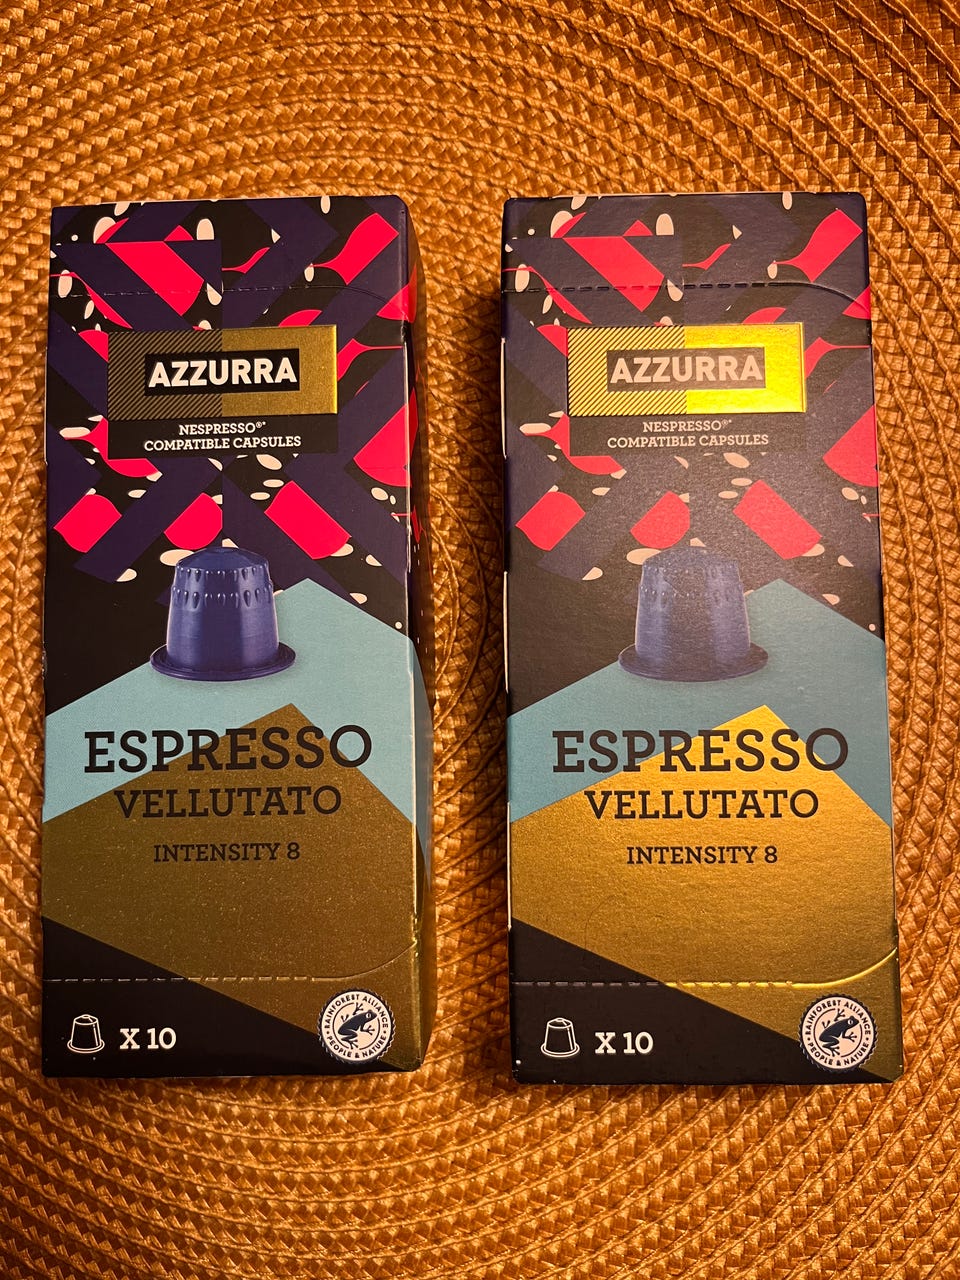 AZZURRA
NESPRESSO®*
COMPATIBLE CAPSULES
ESPRESSO
VELLUTATO
INTENSITY 8
X 10
RAINFOREST ALLIANCE
PEOPLE & NATURE
AZZURRA
NESPRESSO®*
COMPATIBLE CAPSULES
ESPRESSO
VELLUTATO
INTENSITY 8
X 10
RAINFOREST ALLIANCE
PEOPLE & NATURE